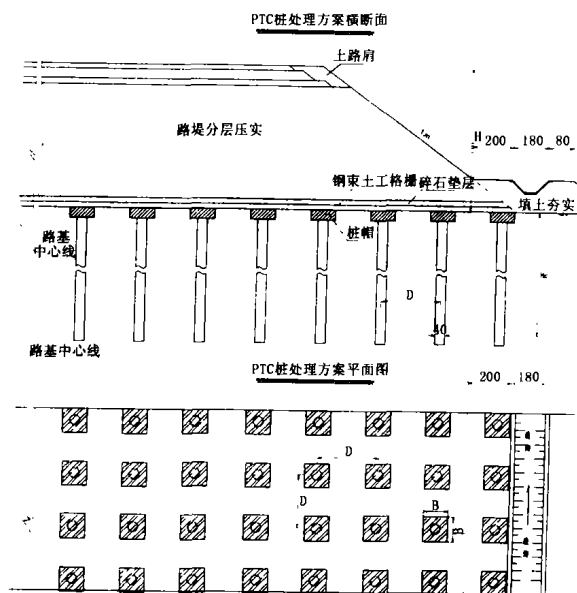 PTC桩处理方案横断面
土路肩
路堤分层压实
H 200 180 80
钢束土工格栅 碎石垫层
填土夯实
桩帽
路基
中心线
D
40
路基中心线
PTC桩处理方案平面图
200 180
D
D
B
B